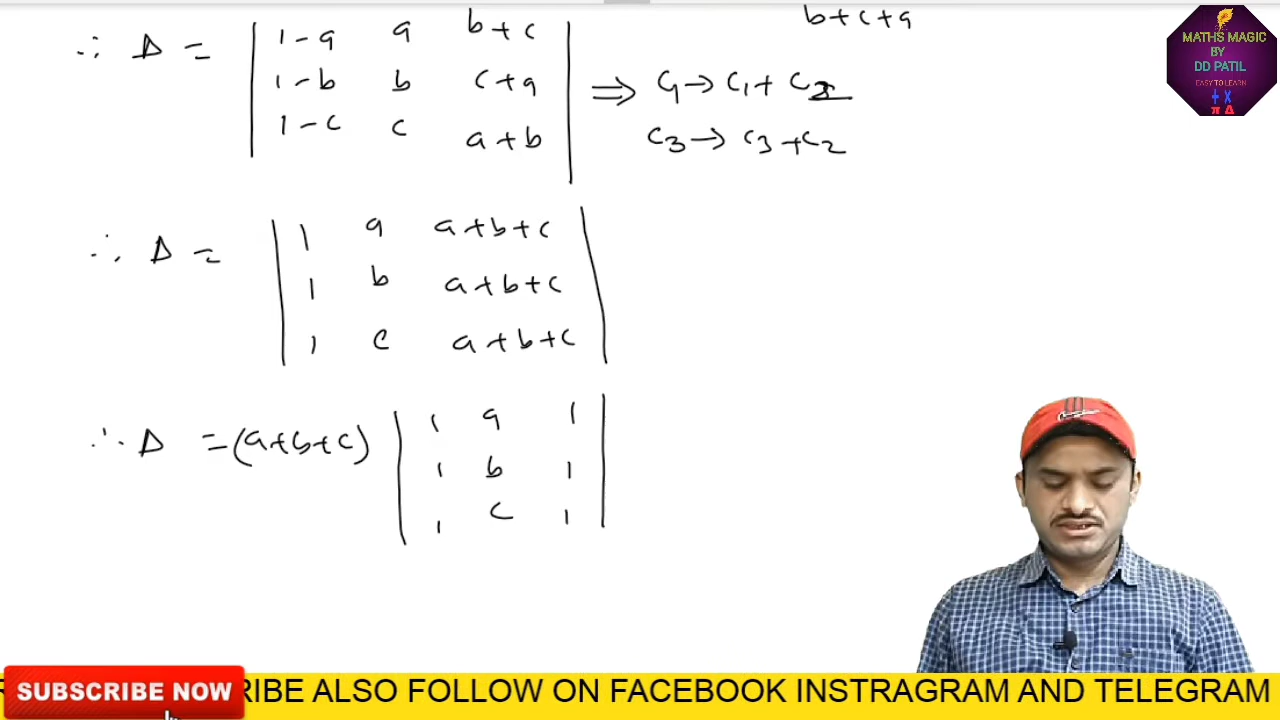 b+c+a
∴ Δ = | 1-a a b+c |
| 1-b b c+a | ⇒ C1 → C1 + C2
| 1-c c a+b | C3 → C3 + C2
∴ Δ = | 1 a a+b+c |
| 1 b a+b+c |
| 1 c a+b+c |
∴ Δ = (a+b+c) | 1 a 1 |
| 1 b 1 |
| 1 c 1 |
MATHS MAGIC
BY
DD PATIL
EASY TO LEARN
+ X
π Δ
SUBSCRIBE NOW
RIBE ALSO FOLLOW ON FACEBOOK INSTRAGRAM AND TELEGRAM